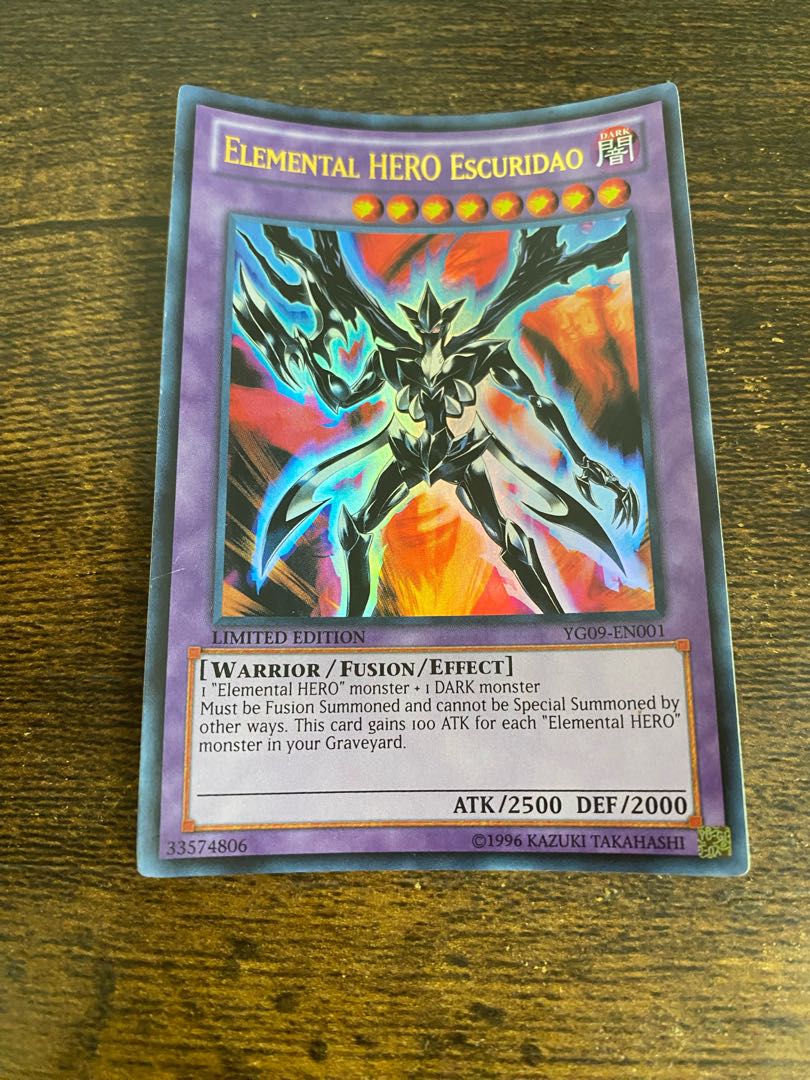 ELEMENTAL HERO ESCURIDAO
DARK
闇
LIMITED EDITION
YG09-EN001
[WARRIOR/FUSION/EFFECT]
1 "Elemental HERO" monster + 1 DARK monster
Must be Fusion Summoned and cannot be Special Summoned by
other ways. This card gains 100 ATK for each "Elemental HERO"
monster in your Graveyard.
ATK/2500 DEF/2000
33574806
©1996 KAZUKI TAKAHASHI